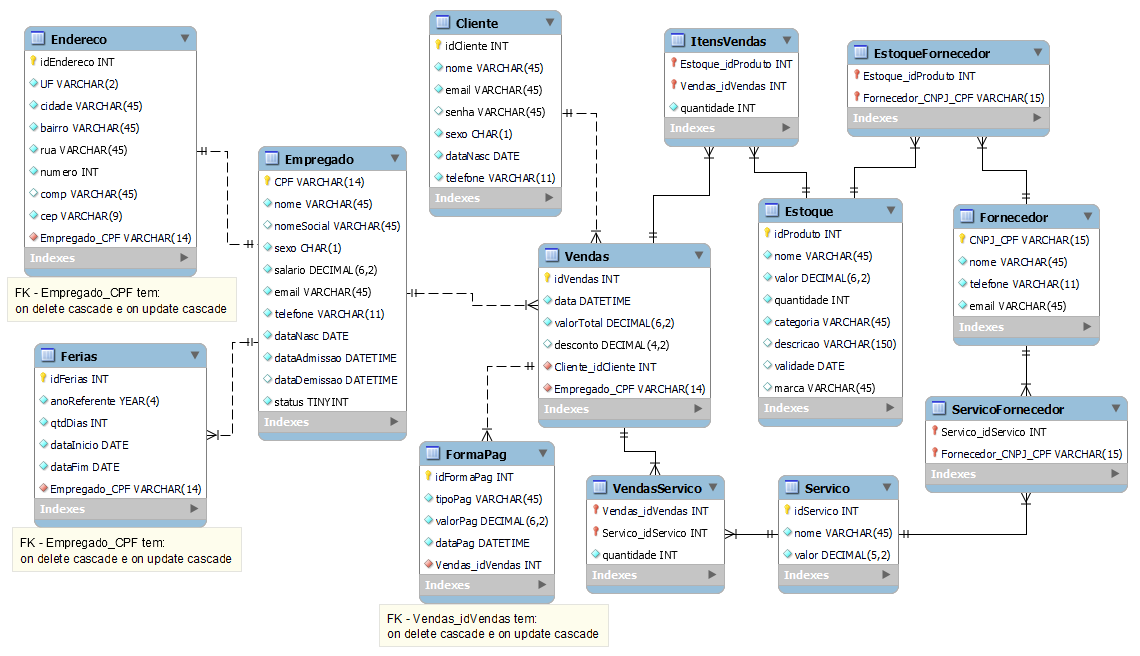 Endereco
idEndereco INT
UF VARCHAR(2)
cidade VARCHAR(45)
bairro VARCHAR(45)
rua VARCHAR(45)
numero INT
comp VARCHAR(45)
cep VARCHAR(9)
Empregado_CPF VARCHAR(14)
Indexes
FK - Empregado_CPF tem:
on delete cascade e on update cascade
Ferias
idFerias INT
anoReferente YEAR(4)
qtdDias INT
dataInicio DATE
dataFim DATE
Empregado_CPF VARCHAR(14)
Indexes
FK - Empregado_CPF tem:
on delete cascade e on update cascade
Empregado
CPF VARCHAR(14)
nome VARCHAR(45)
nomeSocial VARCHAR(45)
sexo CHAR(1)
salario DECIMAL(6,2)
email VARCHAR(45)
telefone VARCHAR(11)
dataNasc DATE
dataAdmissao DATETIME
dataDemissao DATETIME
status TINYINT
Indexes
Cliente
idCliente INT
nome VARCHAR(45)
email VARCHAR(45)
senha VARCHAR(45)
sexo CHAR(1)
dataNasc DATE
telefone VARCHAR(11)
Indexes
Vendas
idVendas INT
data DATETIME
valorTotal DECIMAL(6,2)
desconto DECIMAL(4,2)
Cliente_idCliente INT
Empregado_CPF VARCHAR(14)
Indexes
FormaPag
idFormaPag INT
tipoPag VARCHAR(45)
valorPag DECIMAL(6,2)
dataPag DATETIME
Vendas_idVendas INT
Indexes
FK - Vendas_idVendas tem:
on delete cascade e on update cascade
ItensVendas
Estoque_idProduto INT
Vendas_idVendas INT
quantidade INT
Indexes
VendasServico
Vendas_idVendas INT
Servico_idServico INT
quantidade INT
Indexes
Estoque
idProduto INT
nome VARCHAR(45)
valor DECIMAL(6,2)
quantidade INT
categoria VARCHAR(45)
descricao VARCHAR(150)
validade DATE
marca VARCHAR(45)
Indexes
Servico
idServico INT
nome VARCHAR(45)
valor DECIMAL(5,2)
Indexes
EstoqueFornecedor
Estoque_idProduto INT
Fornecedor_CNPJ_CPF VARCHAR(15)
Indexes
Fornecedor
CNPJ_CPF VARCHAR(15)
nome VARCHAR(45)
telefone VARCHAR(11)
email VARCHAR(45)
Indexes
ServicoFornecedor
Servico_idServico INT
Fornecedor_CNPJ_CPF VARCHAR(15)
Indexes